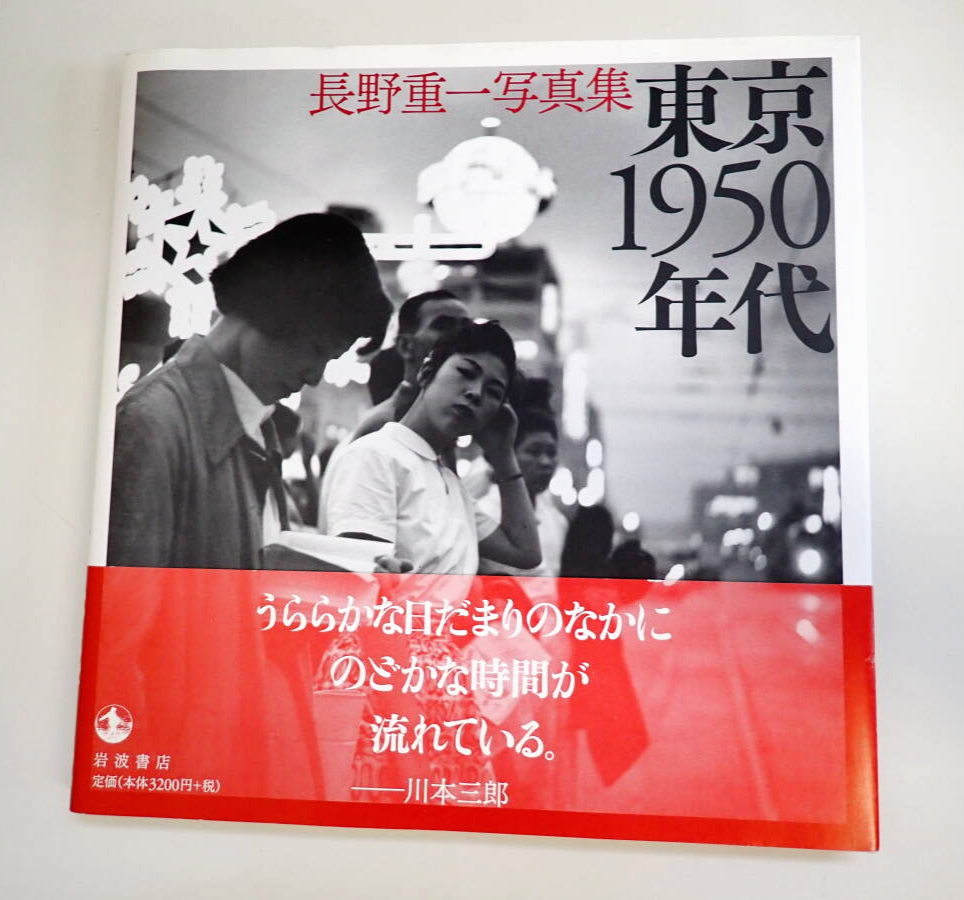 長野重一写真集
東京
1950
年代
うららかな日だまりのなかに
のどかな時間が
流れている。
——川本三郎
岩波書店
定価(本体3200円+税)